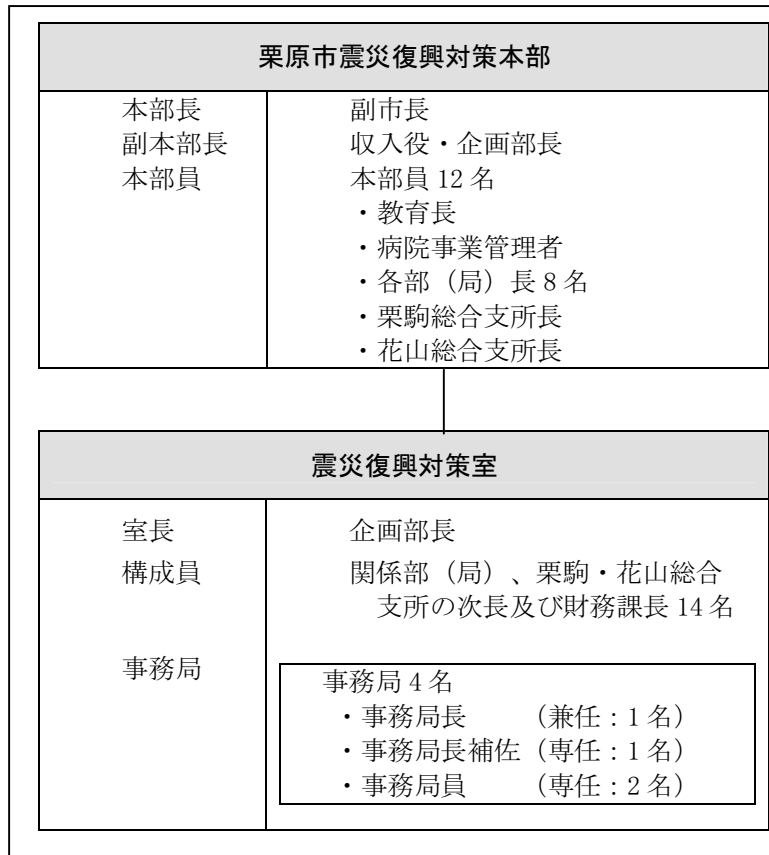 栗原市震災復興対策本部
本部長 副市長
副本部長 収入役・企画部長
本部員 本部員 12 名
・教育長
・病院事業管理者
・各部（局）長 8 名
・栗駒総合支所長
・花山総合支所長
震災復興対策室
室長 企画部長
構成員 関係部（局）、栗駒・花山総合
支所の次長及び財務課長 14 名
事務局 事務局 4 名
・事務局長 （兼任：1 名）
・事務局長補佐（専任：1 名）
・事務局員 （専任：2 名）